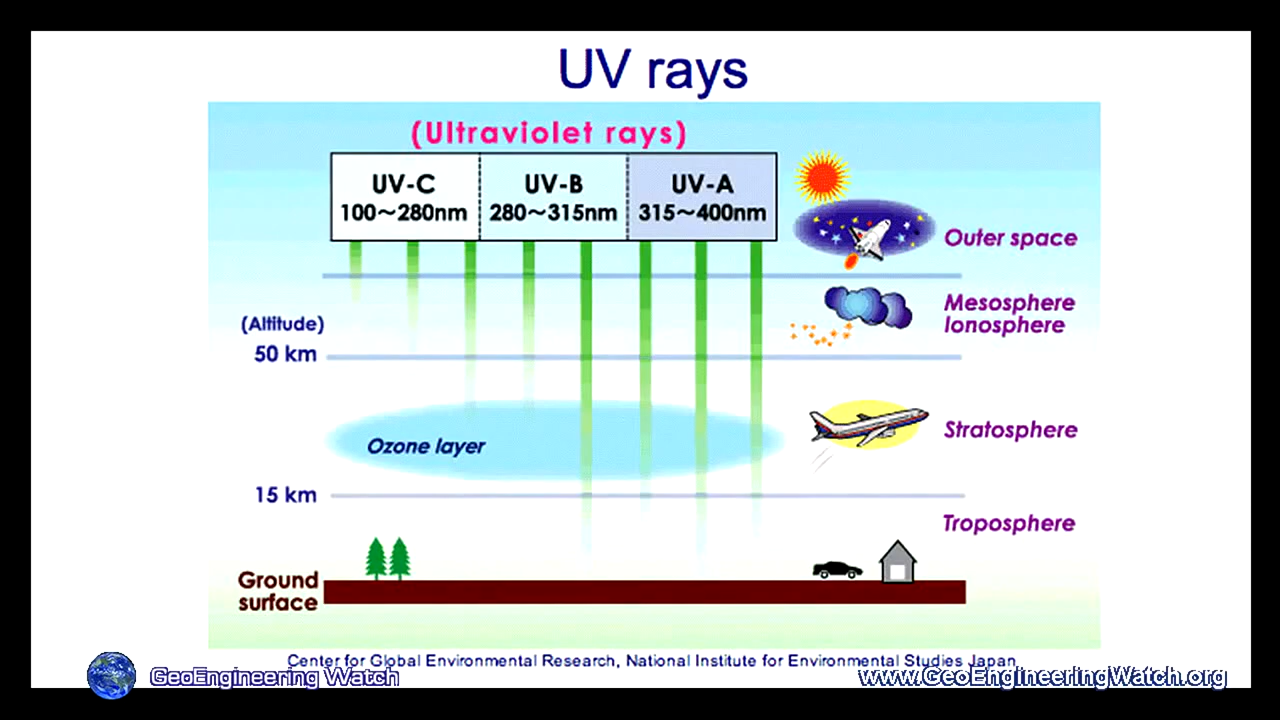 UV rays
(Ultraviolet rays)
UV-C
100～280nm
UV-B
280～315nm
UV-A
315～400nm
Outer space
Mesosphere
Ionosphere
(Altitude)
50 km
Ozone layer
Stratosphere
15 km
Troposphere
Ground
surface
Center for Global Environmental Research, National Institute for Environmental Studies Japan
GeoEngineering Watch
www.GeoEngineeringWatch.org